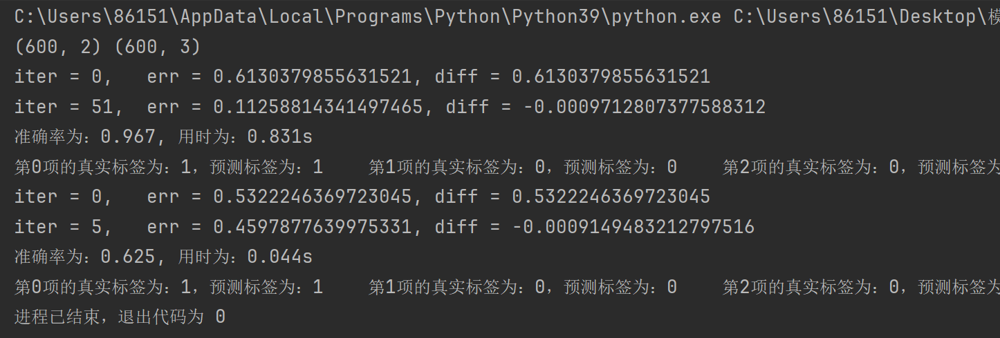 C:\Users\86151\AppData\Local\Programs\Python\Python39\python.exe C:\Users\86151\Desktop\模
(600, 2) (600, 3)
iter = 0,   err = 0.6130379855631521, diff = 0.6130379855631521
iter = 51,  err = 0.11258814341497465, diff = -0.0009712807377588312
准确率为：0.967, 用时为：0.831s
第0项的真实标签为：1，预测标签为：1    第1项的真实标签为：0，预测标签为：0    第2项的真实标签为：0，预测标签为
iter = 0,   err = 0.5322246369723045, diff = 0.5322246369723045
iter = 5,   err = 0.4597877639975331, diff = -0.0009149483212797516
准确率为：0.625, 用时为：0.044s
第0项的真实标签为：1，预测标签为：1    第1项的真实标签为：0，预测标签为：0    第2项的真实标签为：0，预测标签为
进程已结束，退出代码为 0